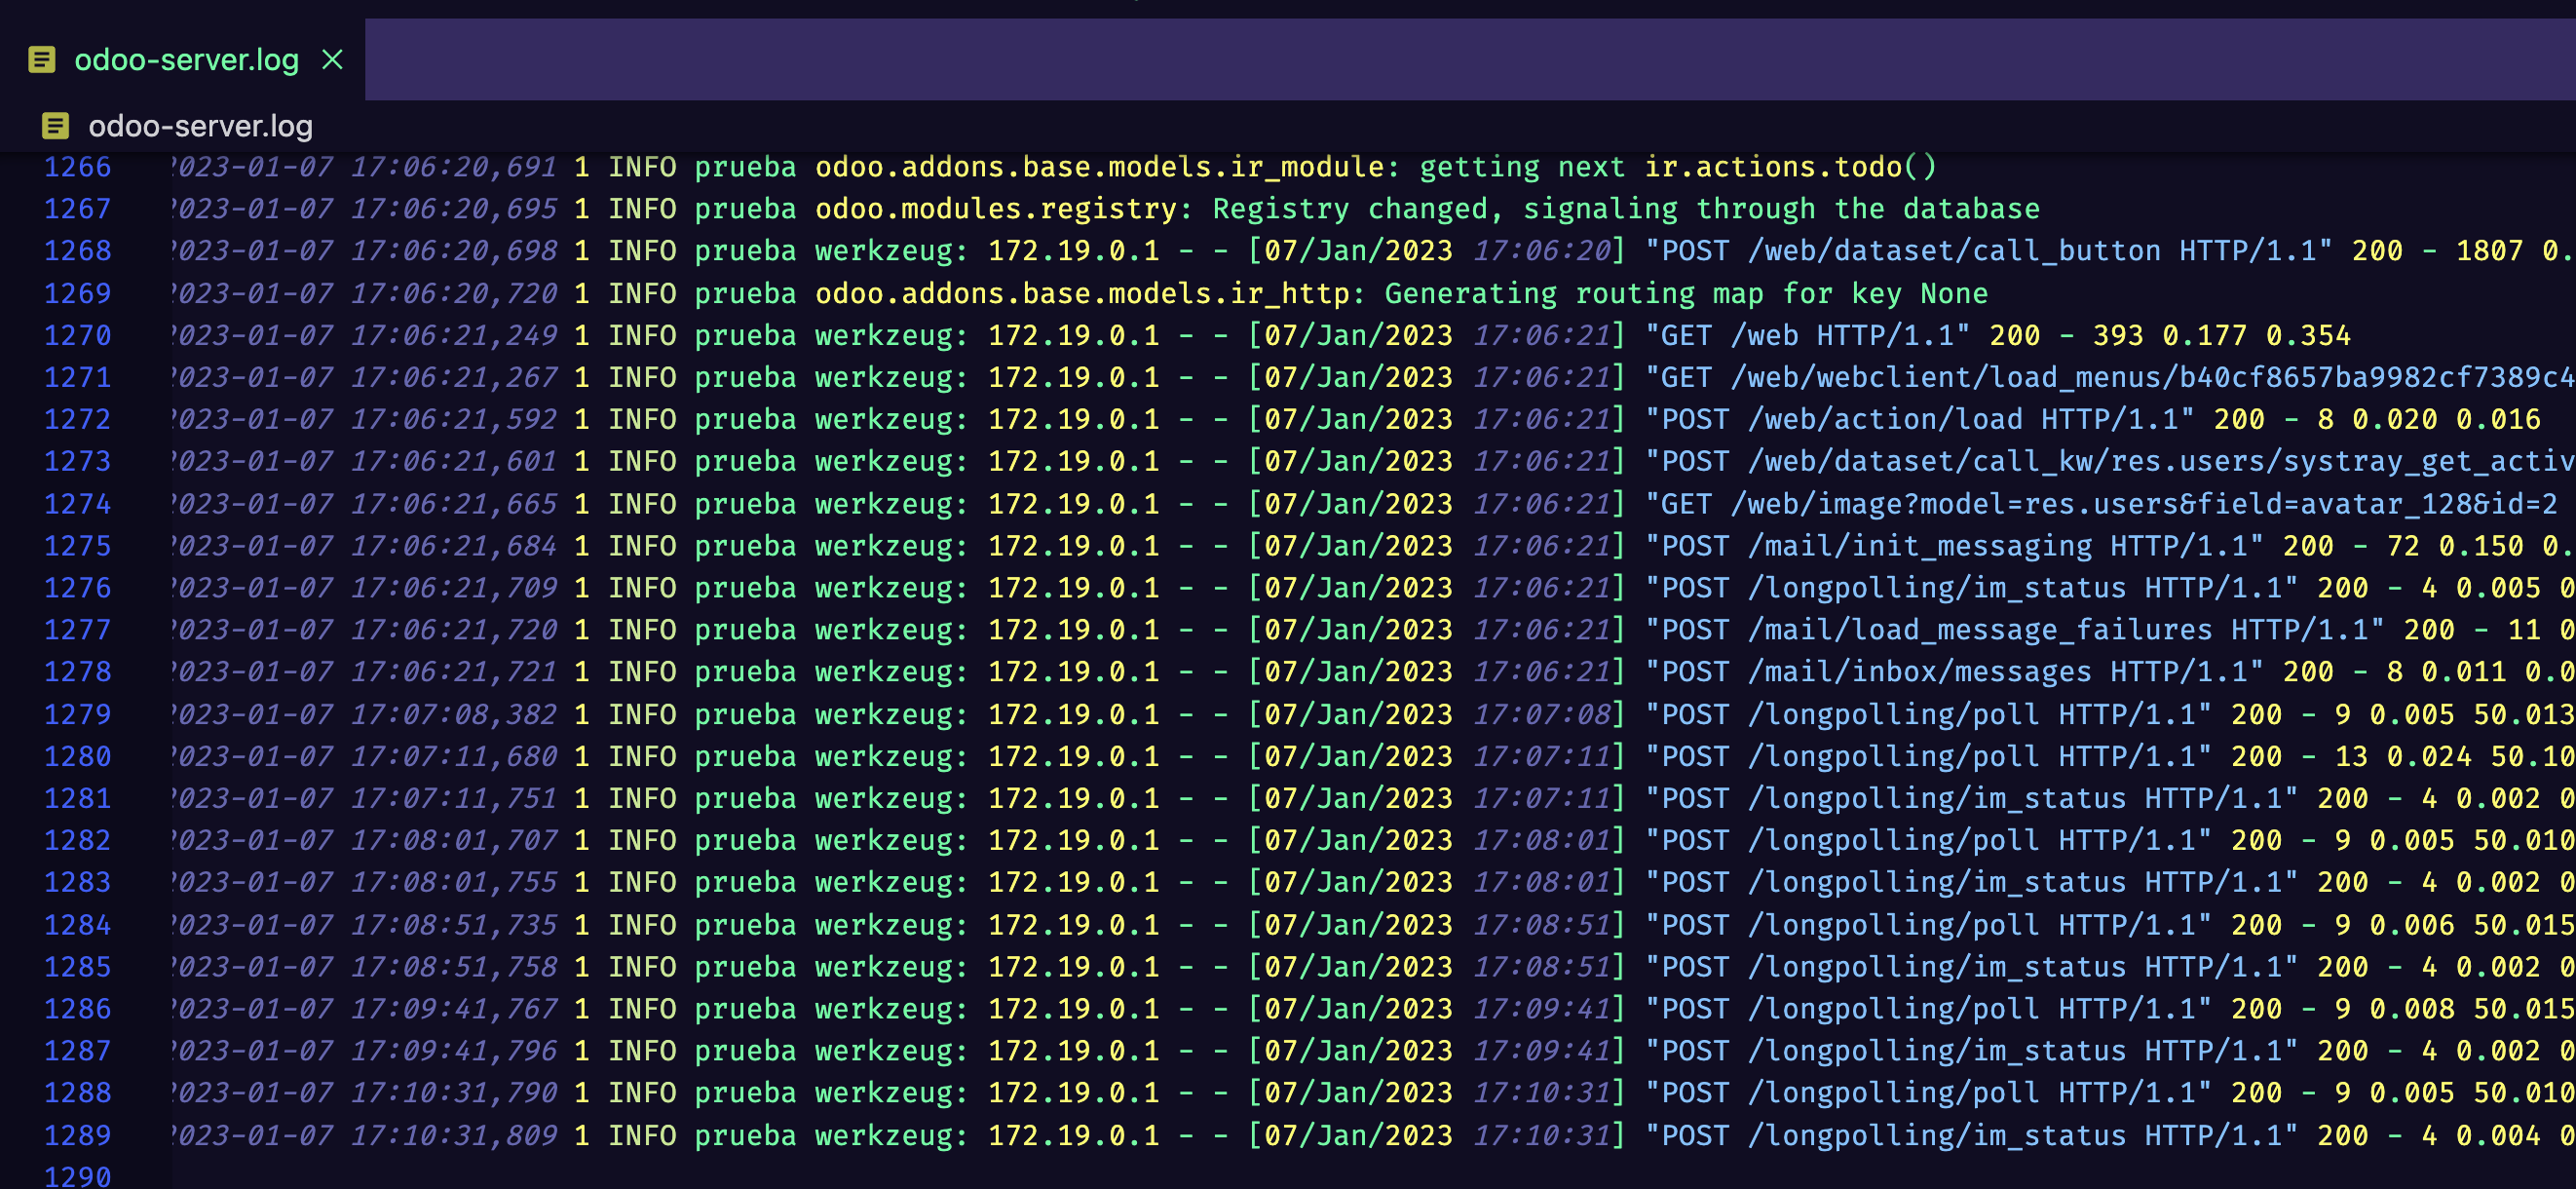 odoo-server.log
odoo-server.log
1266 2023-01-07 17:06:20,691 1 INFO prueba odoo.addons.base.models.ir_module: getting next ir.actions.todo()
1267 2023-01-07 17:06:20,695 1 INFO prueba odoo.modules.registry: Registry changed, signaling through the database
1268 2023-01-07 17:06:20,698 1 INFO prueba werkzeug: 172.19.0.1 - - [07/Jan/2023 17:06:20] "POST /web/dataset/call_button HTTP/1.1" 200 - 1807 0.
1269 2023-01-07 17:06:20,720 1 INFO prueba odoo.addons.base.models.ir_http: Generating routing map for key None
1270 2023-01-07 17:06:21,249 1 INFO prueba werkzeug: 172.19.0.1 - - [07/Jan/2023 17:06:21] "GET /web HTTP/1.1" 200 - 393 0.177 0.354
1271 2023-01-07 17:06:21,267 1 INFO prueba werkzeug: 172.19.0.1 - - [07/Jan/2023 17:06:21] "GET /web/webclient/load_menus/b40cf8657ba9982cf7389c4
1272 2023-01-07 17:06:21,592 1 INFO prueba werkzeug: 172.19.0.1 - - [07/Jan/2023 17:06:21] "POST /web/action/load HTTP/1.1" 200 - 8 0.020 0.016
1273 2023-01-07 17:06:21,601 1 INFO prueba werkzeug: 172.19.0.1 - - [07/Jan/2023 17:06:21] "POST /web/dataset/call_kw/res.users/systray_get_activ
1274 2023-01-07 17:06:21,665 1 INFO prueba werkzeug: 172.19.0.1 - - [07/Jan/2023 17:06:21] "GET /web/image?model=res.users&field=avatar_128&id=2
1275 2023-01-07 17:06:21,684 1 INFO prueba werkzeug: 172.19.0.1 - - [07/Jan/2023 17:06:21] "POST /mail/init_messaging HTTP/1.1" 200 - 72 0.150 0.
1276 2023-01-07 17:06:21,709 1 INFO prueba werkzeug: 172.19.0.1 - - [07/Jan/2023 17:06:21] "POST /longpolling/im_status HTTP/1.1" 200 - 4 0.005 0
1277 2023-01-07 17:06:21,720 1 INFO prueba werkzeug: 172.19.0.1 - - [07/Jan/2023 17:06:21] "POST /mail/load_message_failures HTTP/1.1" 200 - 11 0
1278 2023-01-07 17:06:21,721 1 INFO prueba werkzeug: 172.19.0.1 - - [07/Jan/2023 17:06:21] "POST /mail/inbox/messages HTTP/1.1" 200 - 8 0.011 0.0
1279 2023-01-07 17:07:08,382 1 INFO prueba werkzeug: 172.19.0.1 - - [07/Jan/2023 17:07:08] "POST /longpolling/poll HTTP/1.1" 200 - 9 0.005 50.013
1280 2023-01-07 17:07:11,680 1 INFO prueba werkzeug: 172.19.0.1 - - [07/Jan/2023 17:07:11] "POST /longpolling/poll HTTP/1.1" 200 - 13 0.024 50.10
1281 2023-01-07 17:07:11,751 1 INFO prueba werkzeug: 172.19.0.1 - - [07/Jan/2023 17:07:11] "POST /longpolling/im_status HTTP/1.1" 200 - 4 0.002 0
1282 2023-01-07 17:08:01,707 1 INFO prueba werkzeug: 172.19.0.1 - - [07/Jan/2023 17:08:01] "POST /longpolling/poll HTTP/1.1" 200 - 9 0.005 50.010
1283 2023-01-07 17:08:01,755 1 INFO prueba werkzeug: 172.19.0.1 - - [07/Jan/2023 17:08:01] "POST /longpolling/im_status HTTP/1.1" 200 - 4 0.002 0
1284 2023-01-07 17:08:51,735 1 INFO prueba werkzeug: 172.19.0.1 - - [07/Jan/2023 17:08:51] "POST /longpolling/poll HTTP/1.1" 200 - 9 0.006 50.015
1285 2023-01-07 17:08:51,758 1 INFO prueba werkzeug: 172.19.0.1 - - [07/Jan/2023 17:08:51] "POST /longpolling/im_status HTTP/1.1" 200 - 4 0.002 0
1286 2023-01-07 17:09:41,767 1 INFO prueba werkzeug: 172.19.0.1 - - [07/Jan/2023 17:09:41] "POST /longpolling/poll HTTP/1.1" 200 - 9 0.008 50.015
1287 2023-01-07 17:09:41,796 1 INFO prueba werkzeug: 172.19.0.1 - - [07/Jan/2023 17:09:41] "POST /longpolling/im_status HTTP/1.1" 200 - 4 0.002 0
1288 2023-01-07 17:10:31,790 1 INFO prueba werkzeug: 172.19.0.1 - - [07/Jan/2023 17:10:31] "POST /longpolling/poll HTTP/1.1" 200 - 9 0.005 50.010
1289 2023-01-07 17:10:31,809 1 INFO prueba werkzeug: 172.19.0.1 - - [07/Jan/2023 17:10:31] "POST /longpolling/im_status HTTP/1.1" 200 - 4 0.004 0
1290